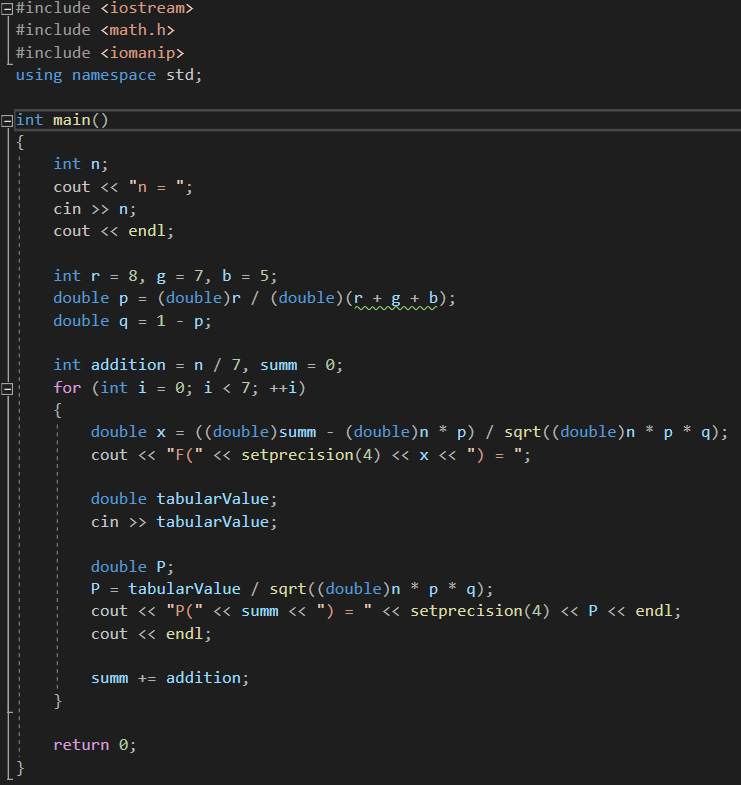 #include <iostream>
#include <math.h>
#include <iomanip>
using namespace std;
int main()
{
int n;
cout << "n = ";
cin >> n;
cout << endl;
int r = 8, g = 7, b = 5;
double p = (double)r / (double)(r + g + b);
double q = 1 - p;
int addition = n / 7, summ = 0;
for (int i = 0; i < 7; ++i)
{
double x = ((double)summ - (double)n * p) / sqrt((double)n * p * q);
cout << "F(" << setprecision(4) << x << ") = ";
double tabularValue;
cin >> tabularValue;
double P;
P = tabularValue / sqrt((double)n * p * q);
cout << "P(" << summ << ") = " << setprecision(4) << P << endl;
cout << endl;
summ += addition;
}
return 0;
}